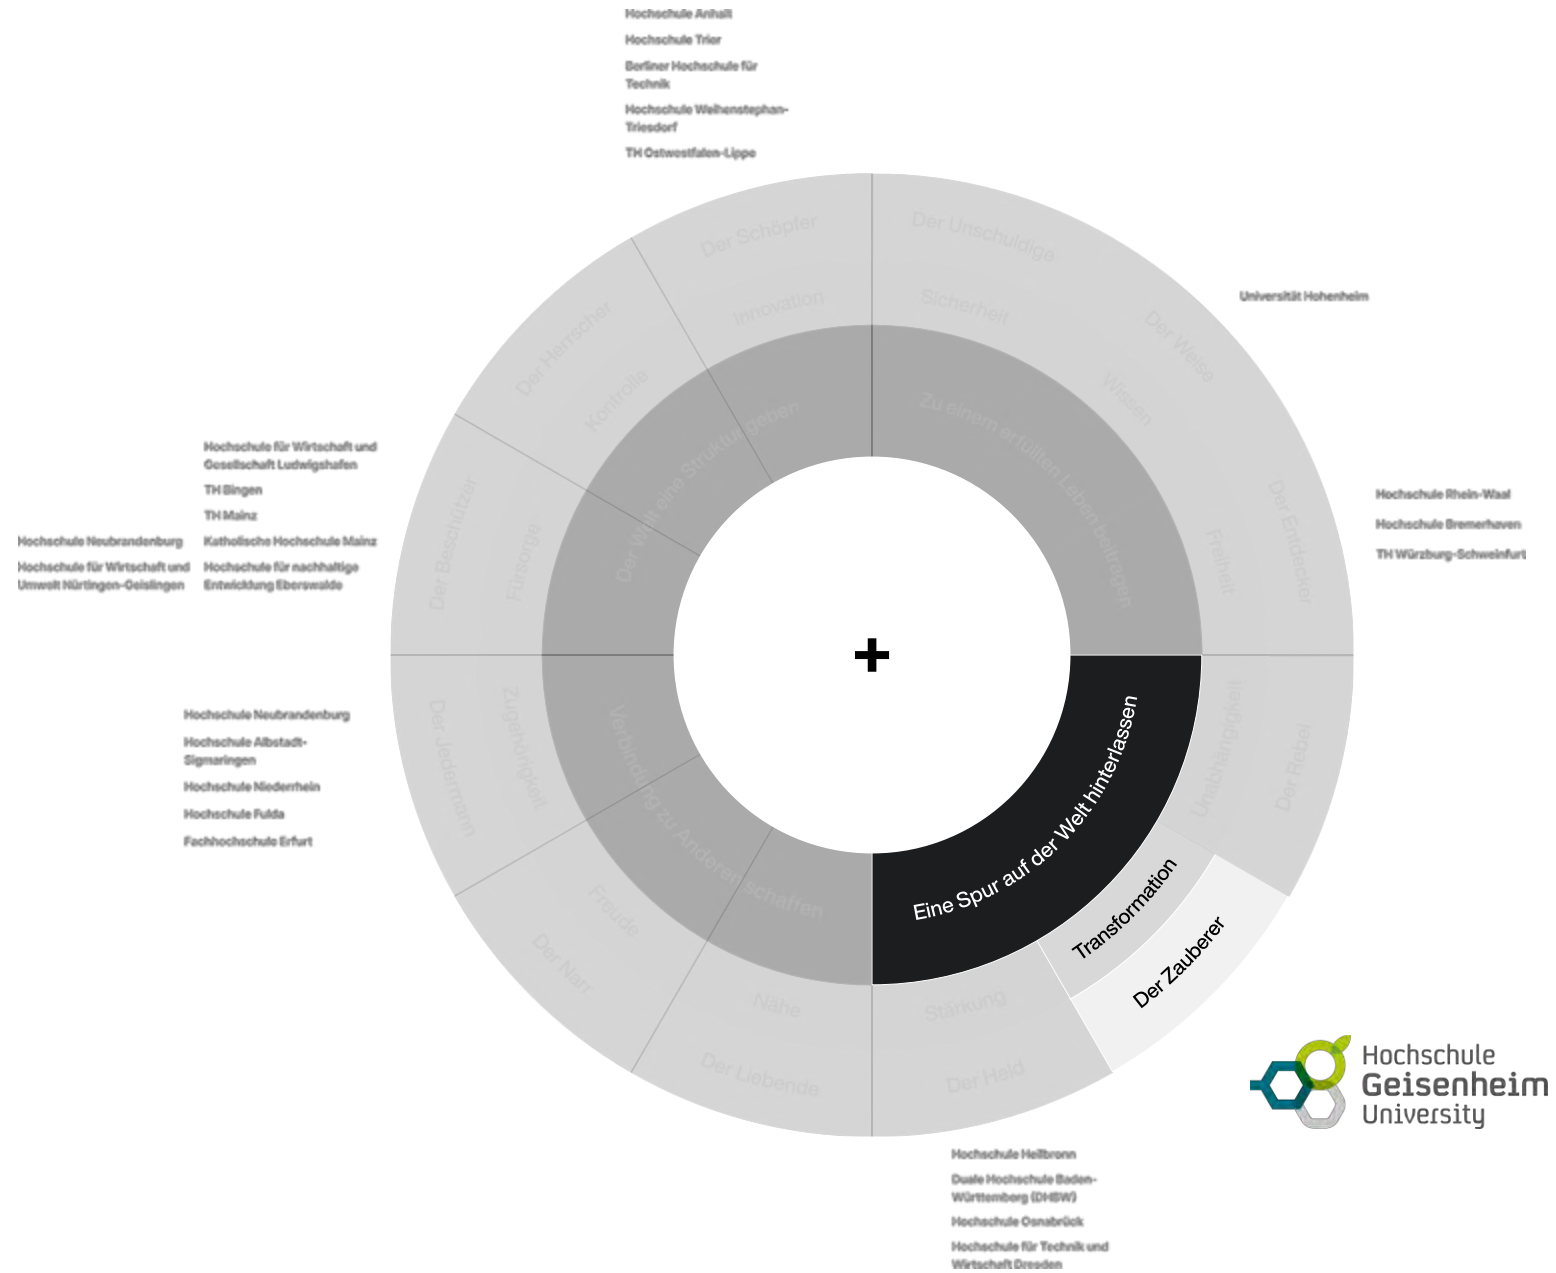 Hochschule Anhalt
Hochschule Trier
Berliner Hochschule für
Technik
Hochschule Weihenstephan-
Triesdorf
TH Ostwestfalen-Lippe
Der Schöpfer
Innovation
Der Unschuldige
Sicherheit
Der Weise
Wissen
Universität Hohenheim
Der Herrscher
Kontrolle
Der Welt eine Struktur geben
Zu einem erfüllten Leben beitragen
Der Entdecker
Freiheit
Hochschule Rhein-Waal
Hochschule Bremerhaven
TH Würzburg-Schweinfurt
Hochschule für Wirtschaft und
Gesellschaft Ludwigshafen
TH Bingen
TH Mainz
Katholische Hochschule Mainz
Hochschule für nachhaltige
Entwicklung Eberswalde
Hochschule Neubrandenburg
Hochschule für Wirtschaft und
Umwelt Nürtingen-Geislingen
Der Beschützer
Fürsorge
+
Hochschule Neubrandenburg
Hochschule Albstadt-
Sigmaringen
Hochschule Niederrhein
Hochschule Fulda
Fachhochschule Erfurt
Der Jedermann
Zugehörigkeit
Verbindung zu Anderen schaffen
Eine Spur auf der Welt hinterlassen
Unabhängigkeit
Der Rebel
Transformation
Der Zauberer
Freude
Der Narr
Nähe
Der Liebende
Stärkung
Der Held
Hochschule
Geisenheim
University
Hochschule Heilbronn
Duale Hochschule Baden-
Württemberg (DHBW)
Hochschule Osnabrück
Hochschule für Technik und
Wirtschaft Dresden